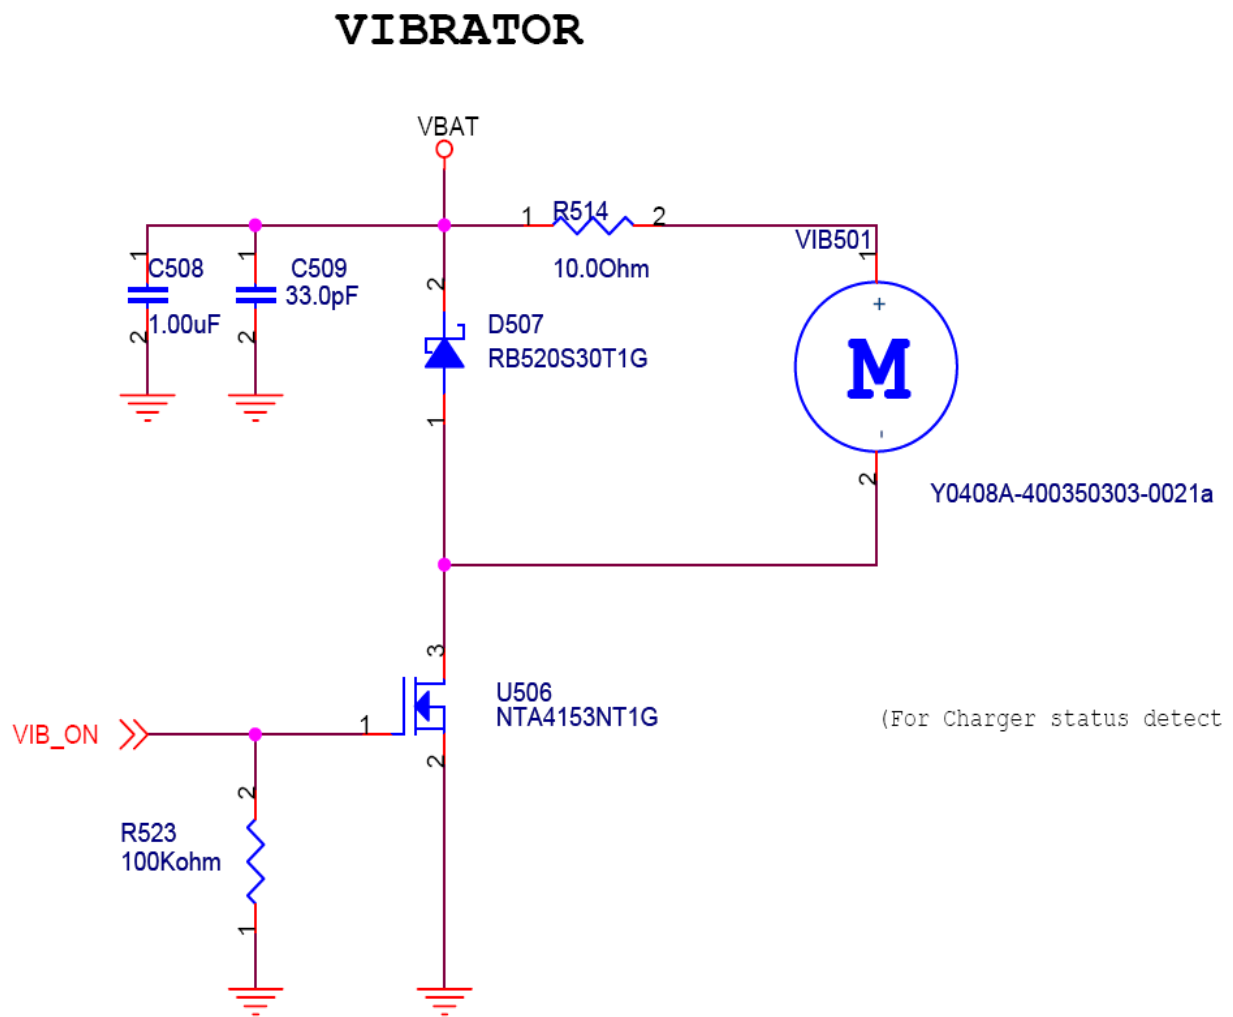 VIBRATOR
VBAT
1 R514 2
10.0Ohm
VIB501
1
1 C508
1.00uF
2
1 C509
33.0pF
2
2
D507
RB520S30T1G
1
+
M
-
2
Y0408A-400350303-0021a
3
U506
NTA4153NT1G
1
2
VIB_ON
(For Charger status detect
2
R523
100Kohm
1